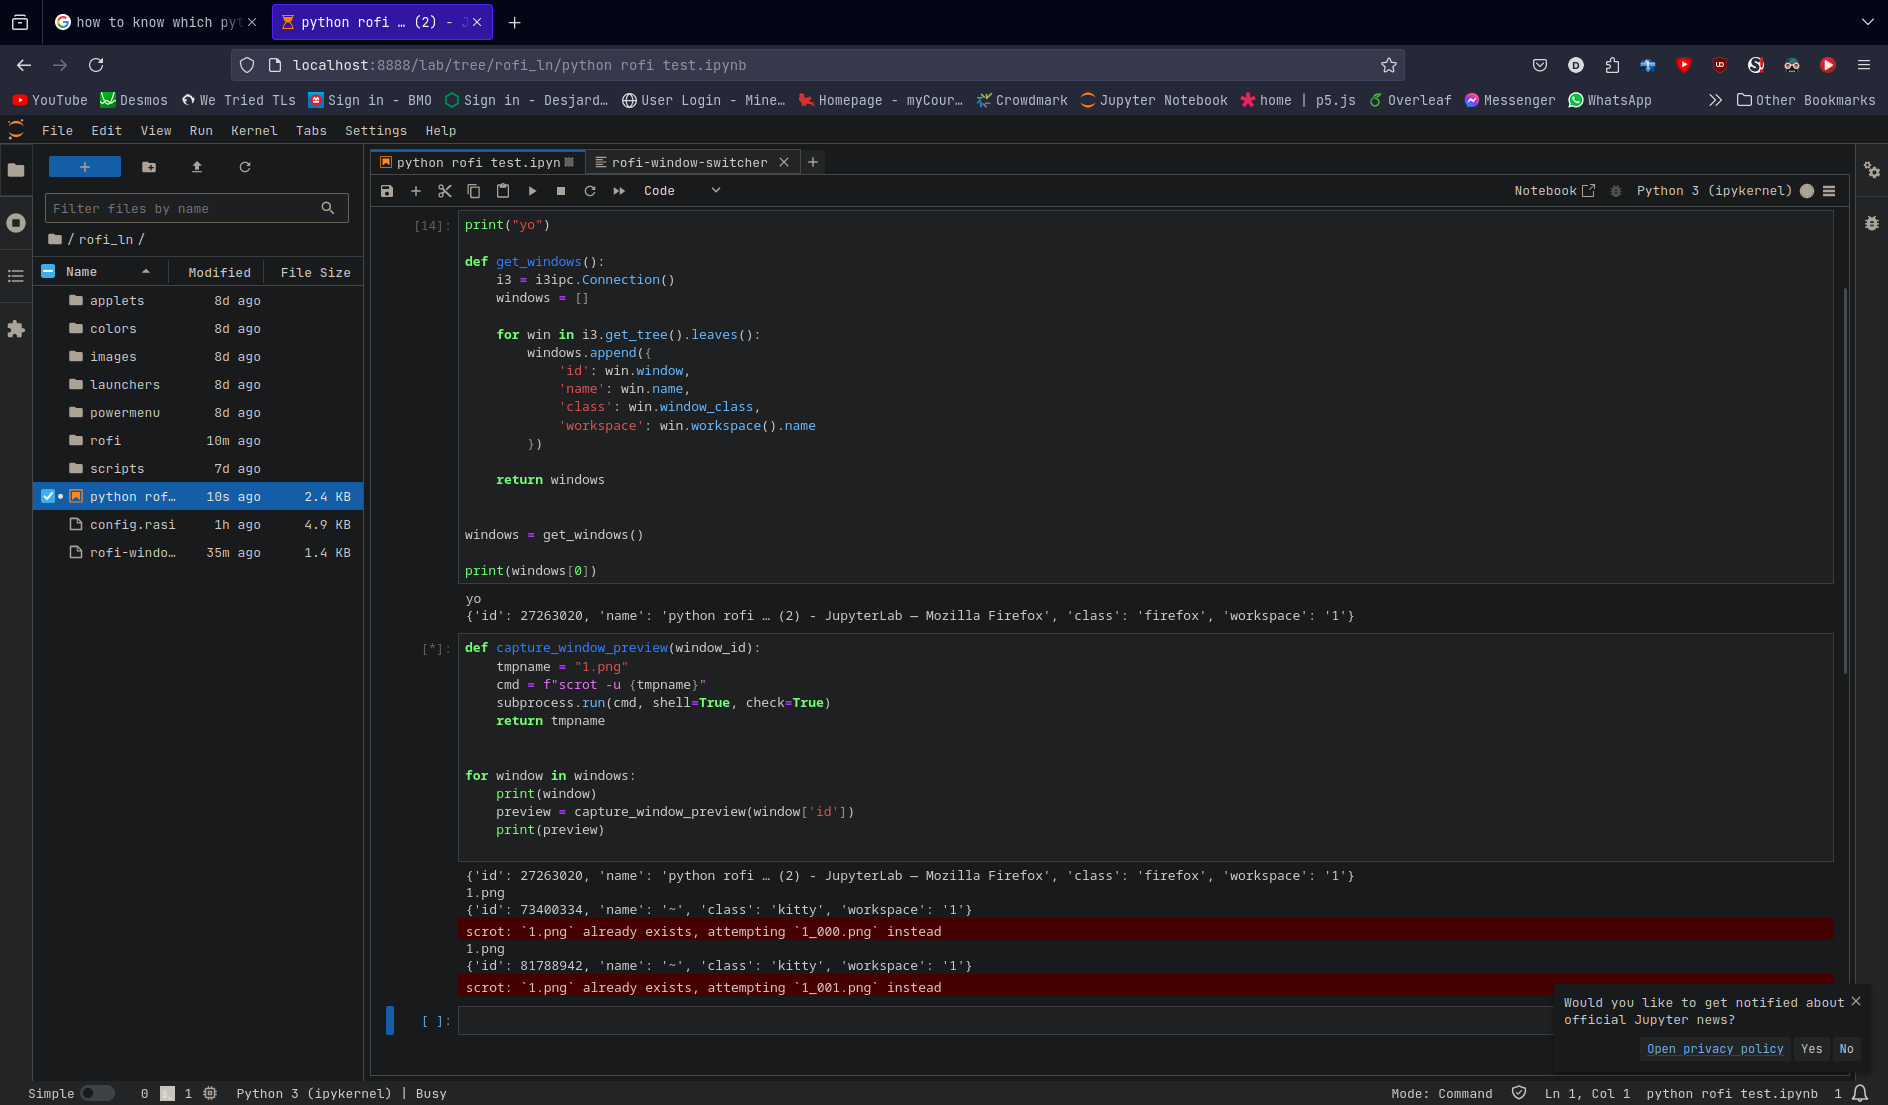 how to know which pyt
python rofi … (2) - J
localhost:8888/lab/tree/rofi_ln/python rofi test.ipynb
YouTube Desmos We Tried TLs Sign in - BMO Sign in - Desjard… User Login - Mine… Homepage - myCour… Crowdmark Jupyter Notebook home | p5.js Overleaf Messenger WhatsApp Other Bookmarks
File Edit View Run Kernel Tabs Settings Help
python rofi test.ipyn
rofi-window-switcher
Code
Notebook
Python 3 (ipykernel)
Filter files by name
/ rofi_ln /
Name Modified File Size
applets 8d ago
colors 8d ago
images 8d ago
launchers 8d ago
powermenu 8d ago
rofi 10m ago
scripts 7d ago
python rof… 10s ago 2.4 KB
config.rasi 1h ago 4.9 KB
rofi-windo… 35m ago 1.4 KB
[14]:
print("yo")
def get_windows():
    i3 = i3ipc.Connection()
    windows = []
    for win in i3.get_tree().leaves():
        windows.append({
            'id': win.window,
            'name': win.name,
            'class': win.window_class,
            'workspace': win.workspace().name
        })
    return windows
windows = get_windows()
print(windows[0])
yo
{'id': 27263020, 'name': 'python rofi … (2) - JupyterLab — Mozilla Firefox', 'class': 'firefox', 'workspace': '1'}
[*]:
def capture_window_preview(window_id):
    tmpname = "1.png"
    cmd = f"scrot -u {tmpname}"
    subprocess.run(cmd, shell=True, check=True)
    return tmpname
for window in windows:
    print(window)
    preview = capture_window_preview(window['id'])
    print(preview)
{'id': 27263020, 'name': 'python rofi … (2) - JupyterLab — Mozilla Firefox', 'class': 'firefox', 'workspace': '1'}
1.png
{'id': 73400334, 'name': '~', 'class': 'kitty', 'workspace': '1'}
scrot: `1.png` already exists, attempting `1_000.png` instead
1.png
{'id': 81788942, 'name': '~', 'class': 'kitty', 'workspace': '1'}
scrot: `1.png` already exists, attempting `1_001.png` instead
[ ]:
Would you like to get notified about
official Jupyter news?
Open privacy policy Yes No
Simple 0 1 Python 3 (ipykernel) | Busy
Mode: Command Ln 1, Col 1 python rofi test.ipynb 1